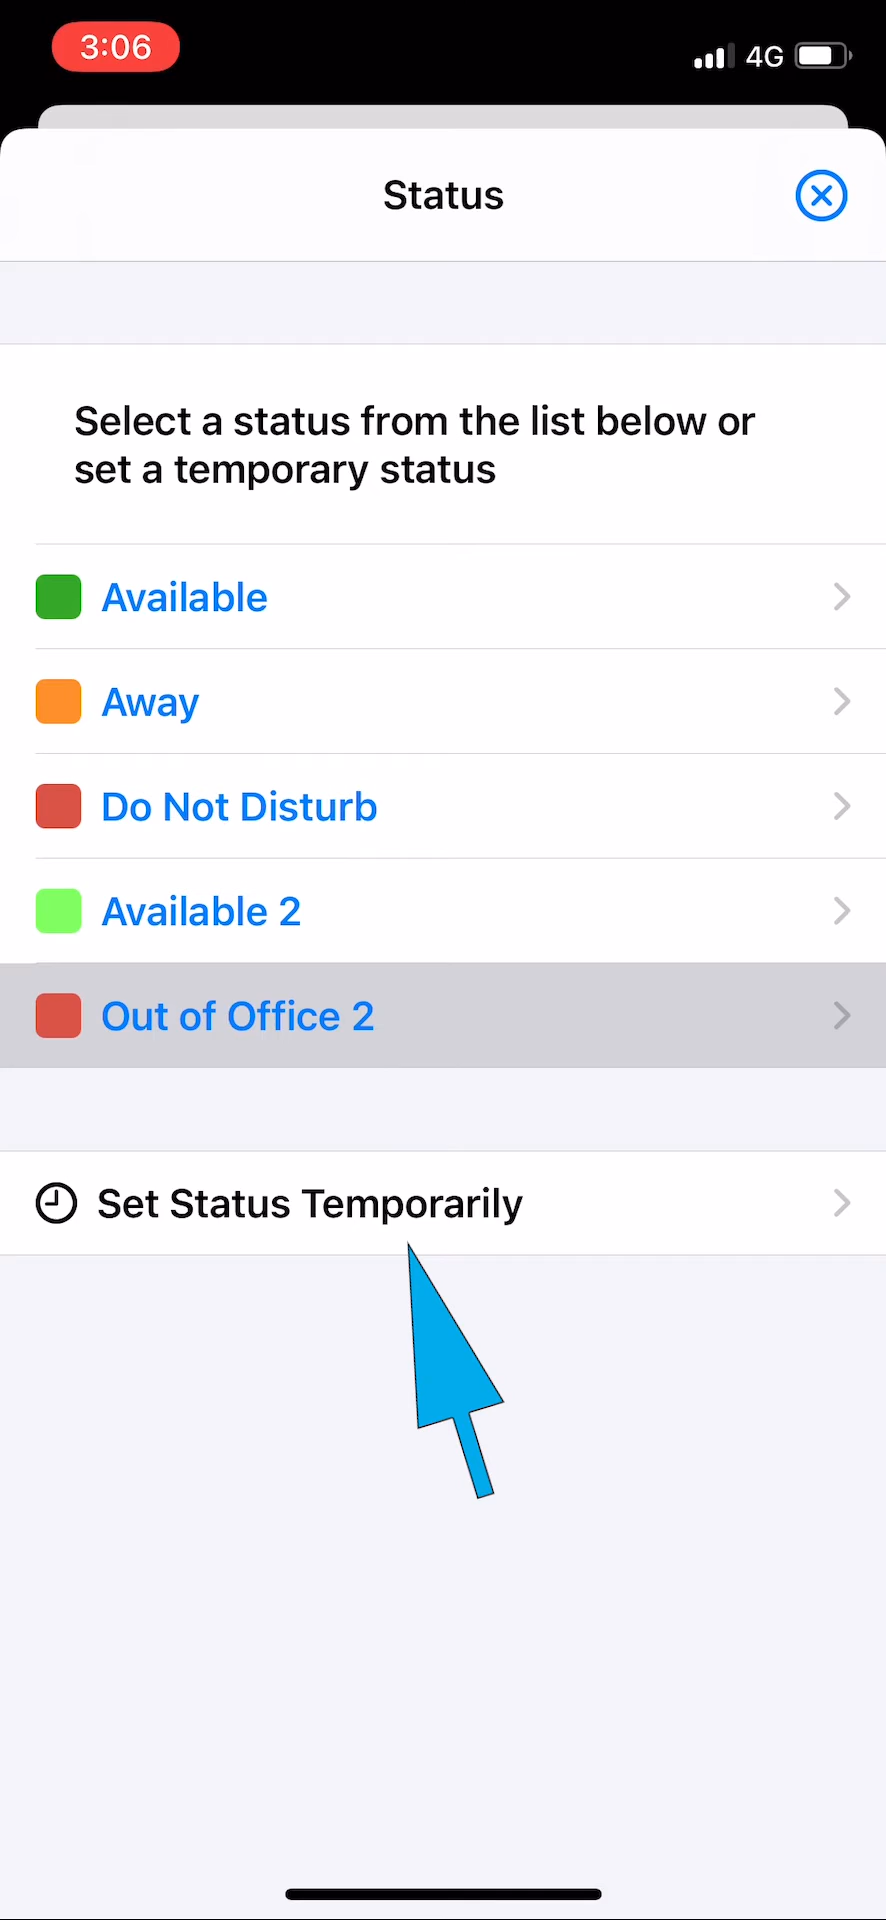 3:06
4G
Status
Select a status from the list below or
set a temporary status
Available
Away
Do Not Disturb
Available 2
Out of Office 2
Set Status Temporarily